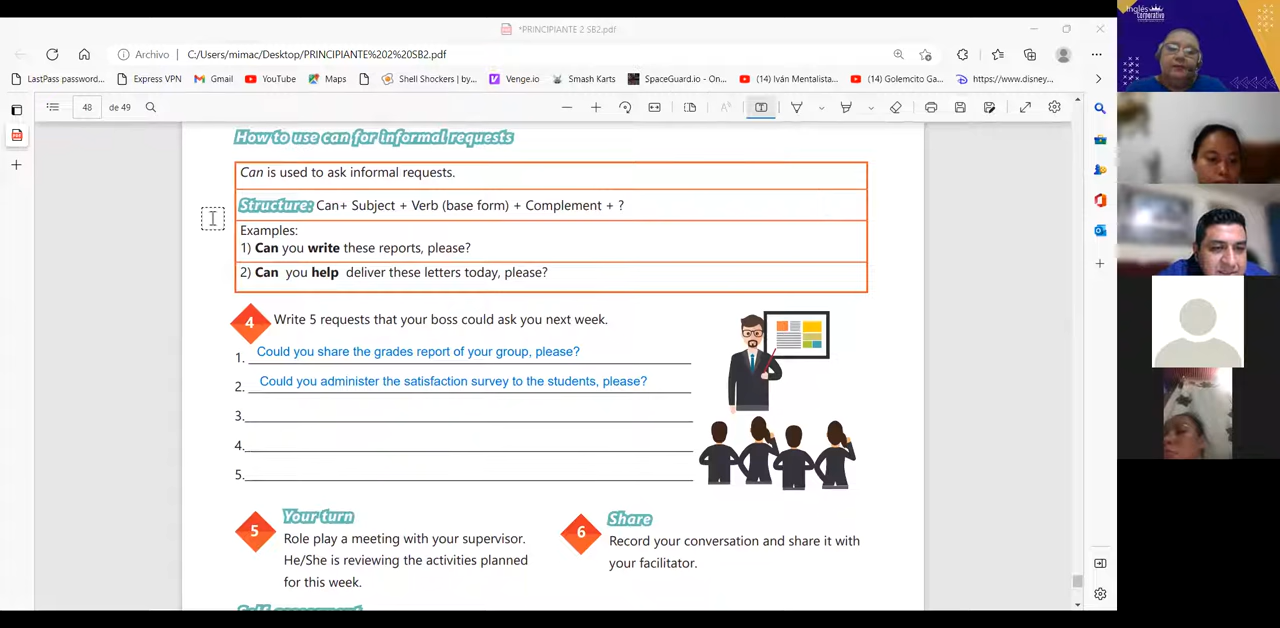 *PRINCIPIANTE 2 SB2.pdf
Archivo
C:/Users/mimac/Desktop/PRINCIPIANTE%202%20SB2.pdf
LastPass password...
Express VPN
Gmail
YouTube
Maps
Shell Shockers | by...
Venge.io
Smash Karts
SpaceGuard.io - On...
(14) Iván Mentalista...
(14) Golemcito Ga...
https://www.disney...
48
de 49
How to use can for informal requests
Can is used to ask informal requests.
Structure: Can+ Subject + Verb (base form) + Complement + ?
Examples:
1) Can you write these reports, please?
2) Can you help deliver these letters today, please?
4 Write 5 requests that your boss could ask you next week.
1. Could you share the grades report of your group, please?
2. Could you administer the satisfaction survey to the students, please?
3.
4.
5.
5 Your turn
Role play a meeting with your supervisor.
He/She is reviewing the activities planned
for this week.
6 Share
Record your conversation and share it with
your facilitator.
Self-assessment
Inglés
Corporativo